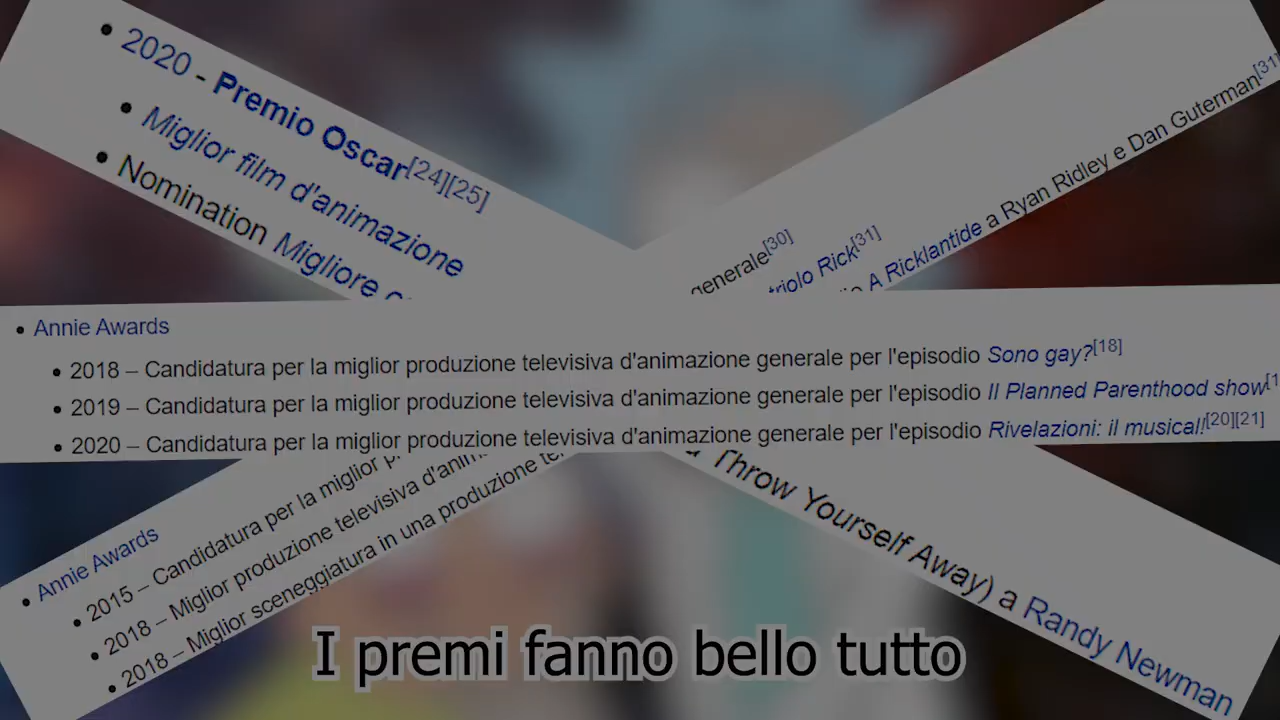 2020 - Premio Oscar[24][25]
Miglior film d'animazione
Nomination Migliore
generale[30]
Rick[31]
A Ricklantide a Ryan Ridley e Dan Guterman[31]
Annie Awards
2018 – Candidatura per la miglior produzione televisiva d'animazione generale per l'episodio Sono gay?[18]
2019 – Candidatura per la miglior produzione televisiva d'animazione generale per l'episodio Il Planned Parenthood show
2020 – Candidatura per la miglior produzione televisiva d'animazione generale per l'episodio Rivelazioni: il musical![20][21]
Annie Awards
2015 – Candidatura per la miglior
2018 – Miglior produzione televisiva
2018 – Miglior sceneggiatura in una produzione
Throw Yourself Away) a Randy Newman
I premi fanno bello tutto